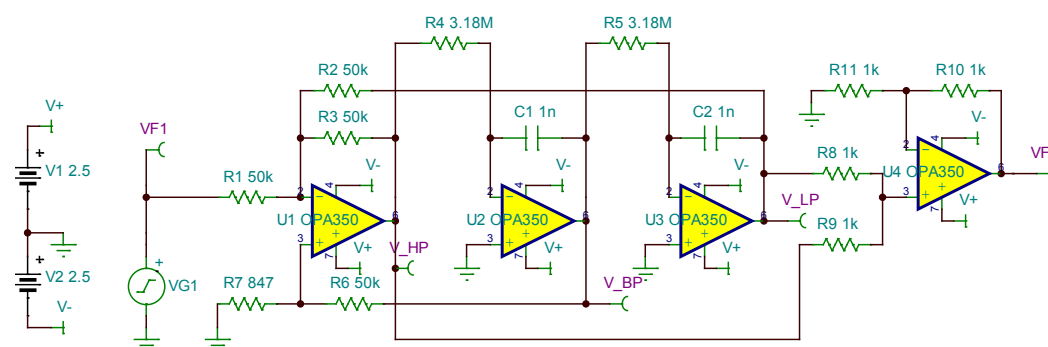 R4 3.18M
R5 3.18M
R2 50k
R11 1k
R10 1k
V+
C1 1n
C2 1n
R3 50k
VF1
+
V1 2.5
V-
V-
V-
4
V-
2
-
R8 1k
U4 OPA350
6
VF
R1 50k
4
4
4
3
+
+
2
-
2
-
2
-
7
V+
U1 OPA350
6
U2 OPA350
6
U3 OPA350
6
V_LP
R9 1k
3
+
+
V+
3
+
+
V+
3
+
+
V+
7
7
7
V_HP
+
V2 2.5
V-
+
VG1
R7 847
R6 50k
V_BP